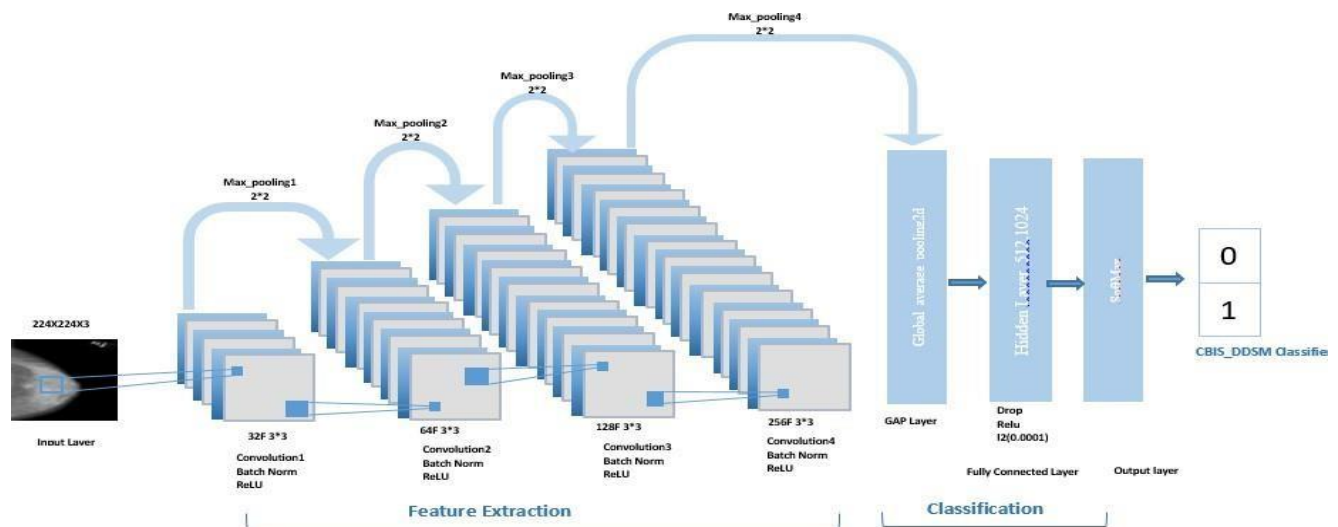 Max_pooling4
2*2
Max_pooling3
2*2
Max_pooling2
2*2
Max_pooling1
2*2
224X224X3
Input Layer
32F 3*3
Convolution1
Batch Norm
ReLU
64F 3*3
Convolution2
Batch Norm
ReLU
128F 3*3
Convolution3
Batch Norm
ReLU
256F 3*3
Convolution4
Batch Norm
ReLU
Feature Extraction
Global average pooling2d
GAP Layer
Hidden Layer 512,1024
Drop
Relu
l2(0.0001)
Fully Connected Layer
Output layer
0
1
CBIS_DDSM Classifier
Classification